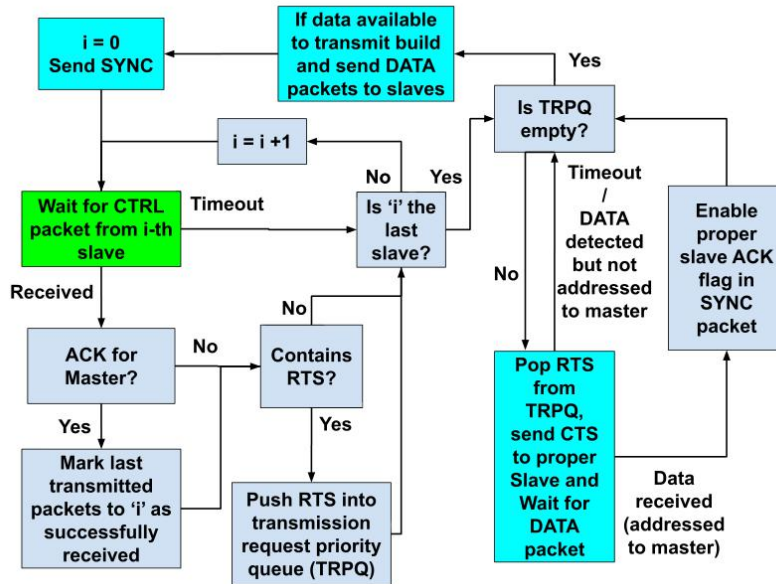 i = 0
Send SYNC
If data available
to transmit build
and send DATA
packets to slaves
Yes
Is TRPQ
empty?
i = i +1
No
Yes
Wait for CTRL
packet from i-th
slave
Timeout
Is ‘i’ the
last
slave?
Timeout
/
DATA
detected
but not
addressed
to master
No
Enable
proper
slave ACK
flag in
SYNC
packet
Received
ACK for
Master?
No
No
Contains
RTS?
Yes
Yes
Mark last
transmitted
packets to ‘i’ as
successfully
received
Push RTS into
transmission
request priority
queue (TRPQ)
Pop RTS
from
TRPQ,
send CTS
to proper
Slave and
Wait for
DATA
packet
Data
received
(addressed
to master)